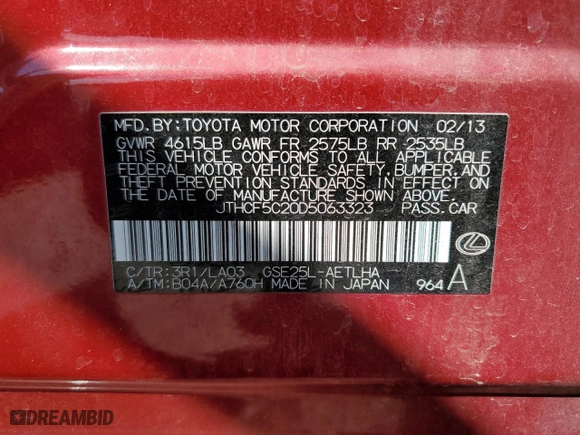 MFD.BY:TOYOTA MOTOR CORPORATION 02/13
GVWR 4615LB GAWR FR 2575LB RR 2535LB
THIS VEHICLE CONFORMS TO ALL APPLICABLE
FEDERAL MOTOR VEHICLE SAFETY,BUMPER,AND
THEFT PREVENTION STANDARDS IN EFFECT ON
THE DATE OF MANUFACTURE SHOWN ABOVE.
JTHCF5C20D5063323 PASS.CAR
C/TR:3R1/LA03 GSE25L-AETLHA
A/TM:B04A/A760H MADE IN JAPAN 964 A
DREAMBID